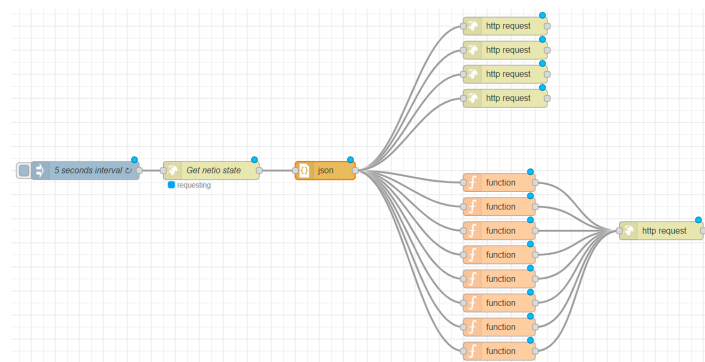 http request
http request
http request
http request
5 seconds interval ↻
Get netio state
json
requesting
function
function
function
http request
function
function
function
function
function